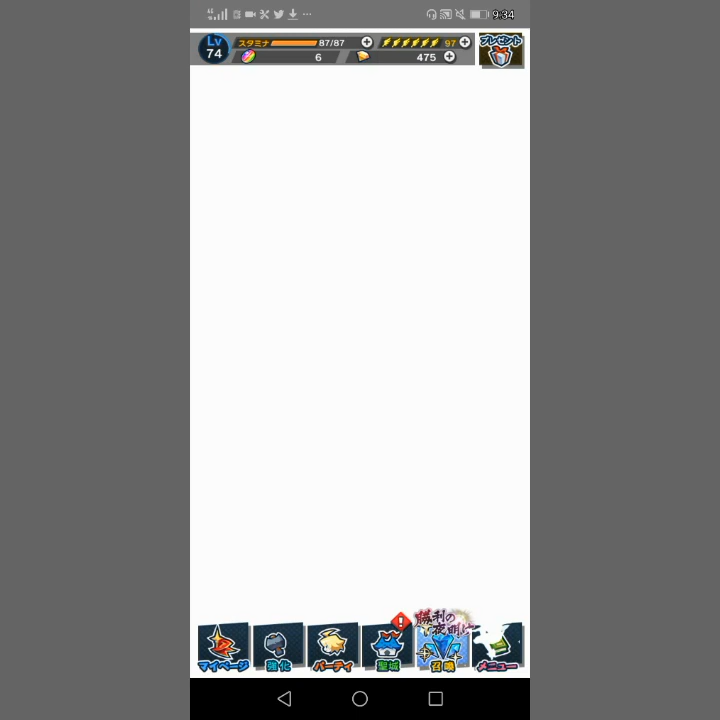 9:34
Lv
74
スタミナ 87/87 97
6 475
プレゼント
勝利の
夜明け
マイページ 強化 パーティ 聖城 召喚 メニュー